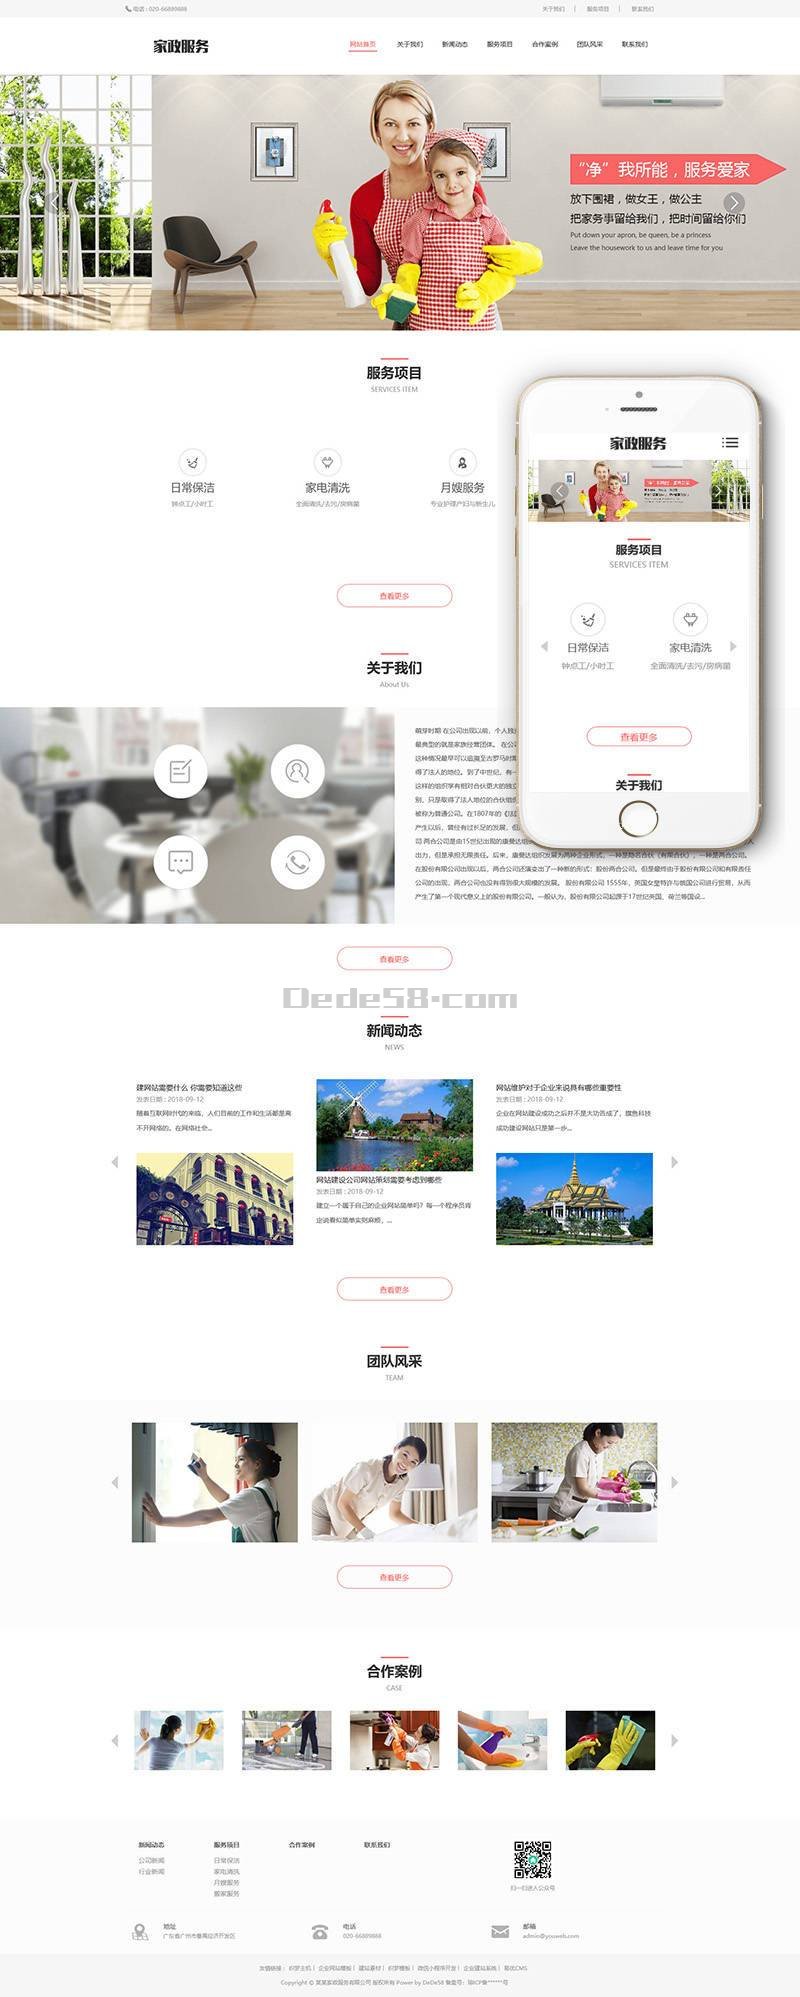 电话 : 020-66889888
关于我们 | 服务项目 | 联系我们
家政服务
网站首页 关于我们 新闻动态 服务项目 合作案例 团队风采 联系我们
“净”我所能，服务爱家
放下围裙，做女王，做公主
把家务事留给我们，把时间留给你们
Put down your apron, be queen, be a princess
Leave the housework to us and leave time for you
服务项目
SERVICES ITEM
日常保洁 家电清洗 月嫂服务
钟点工/小时工 全面清洗/去污/房病菌 专业护理产妇与新生儿
查看更多
家政服务
服务项目
SERVICES ITEM
日常保洁 家电清洗
钟点工/小时工 全面清洗/去污/房病菌
查看更多
关于我们
关于我们
About Us
萌芽时期 在公司出现以前，个人独
最典型的就是家族经营团体。 在公
这种情况最早可以追溯至古罗马时期
得了法人的地位。到了中世纪，有一
这样的组织享有相对合伙更大的独立
别，只是取得了法人地位的合伙组织
被称为普通公司。在1807年的《法
产生以后，曾经有过长足的发展，但
司 两合公司是由15世纪出现的康曼达组 人
出力，但是承担无限责任。后来，康曼达组织发展为两种企业形式，一种是隐名合伙（有限合伙），一种是两合公司。
在股份有限公司出现以后，两合公司还演变出了一种新的形式：股份两合公司。但是最终由于股份有限公司和有限责任
公司的出现，两合公司也没有得到很大规模的发展。 股份有限公司 1555年，英国女皇特许与俄国公司进行贸易，从而
产生了第一个现代意义上的股份有限公司。一般认为，股份有限公司起源于17世纪英国、荷兰等国设...
查看更多
Dede58.com
新闻动态
NEWS
建网站需要什么 你需要知道这些
发表日期 : 2018-09-12
随着互联网时代的来临，人们目前的工作和生活都是离
不开网络的。在网络社会...
网站建设公司网站策划需要考虑到哪些
发表日期 : 2018-09-12
建立一个属于自己的企业网站简单吗？每一个程序员肯
定说看似简单实则麻烦，...
网站维护对于企业来说具有哪些重要性
发表日期 : 2018-09-12
企业在网站建设成功之后并不是大功告成了，旗鱼科技
成功建设网站只是第一步...
查看更多
团队风采
TEAM
查看更多
合作案例
CASE
新闻动态
公司新闻
行业新闻
服务项目
日常保洁
家电清洗
月嫂服务
搬家服务
合作案例
联系我们
扫一扫进入公众号
地址
广东省广州市番禺经济开发区
电话
020-66889888
邮箱
admin@youweb.com
友情链接 : 织梦主机 | 企业网站模板 | 建站素材 | 织梦模板 | 微信小程序开发 | 企业建站系统 | 易优CMS
Copyright © 某某家政服务有限公司 版权所有 Power by DeDe58 备案号：琼ICP备******号